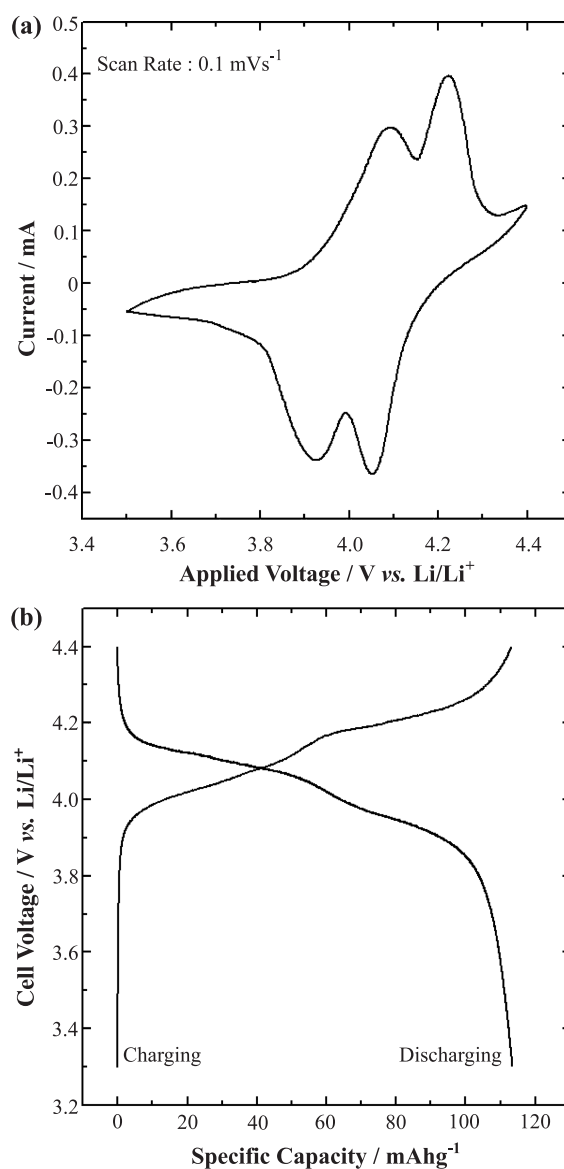 (a)
0.5
Scan Rate : 0.1 mVs⁻¹
0.4
0.3
0.2
0.1
0
-0.1
-0.2
-0.3
-0.4
Current / mA
3.4 3.6 3.8 4.0 4.2 4.4
Applied Voltage / V vs. Li/Li⁺
(b)
4.4
4.2
4.0
3.8
3.6
3.4
3.2
Cell Voltage / V vs. Li/Li⁺
Charging Discharging
0 20 40 60 80 100 120
Specific Capacity / mAhg⁻¹